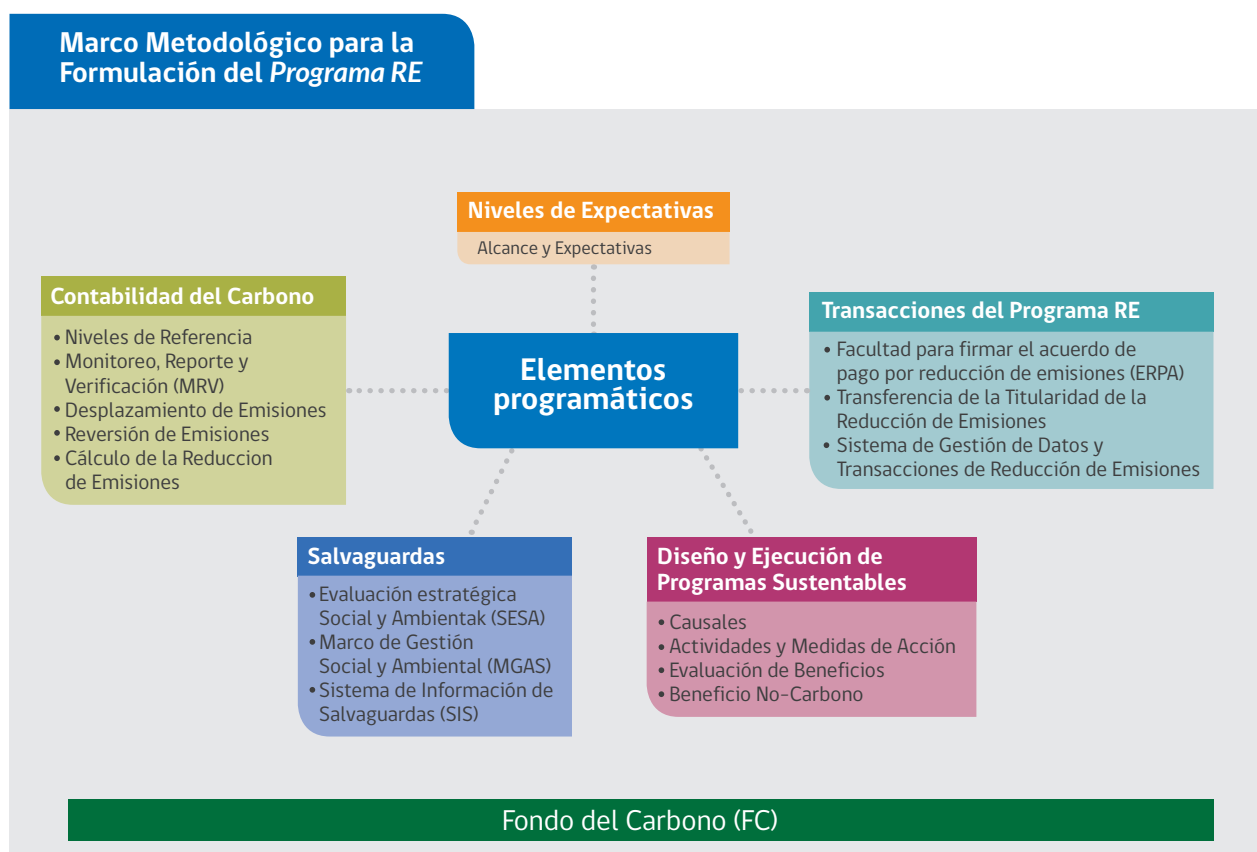 Marco Metodológico para la
Formulación del Programa RE
Niveles de Expectativas
Alcance y Expectativas
Contabilidad del Carbono
• Niveles de Referencia
• Monitoreo, Reporte y
Verificación (MRV)
• Desplazamiento de Emisiones
• Reversión de Emisiones
• Cálculo de la Reduccion
de Emisiones
Elementos
programáticos
Transacciones del Programa RE
• Facultad para firmar el acuerdo de
pago por reducción de emisiones (ERPA)
• Transferencia de la Titularidad de la
Reducción de Emisiones
• Sistema de Gestión de Datos y
Transacciones de Reducción de Emisiones
Salvaguardas
• Evaluación estratégica
Social y Ambientak (SESA)
• Marco de Gestión
Social y Ambiental (MGAS)
• Sistema de Información de
Salvaguardas (SIS)
Diseño y Ejecución de
Programas Sustentables
• Causales
• Actividades y Medidas de Acción
• Evaluación de Beneficios
• Beneficio No-Carbono
Fondo del Carbono (FC)